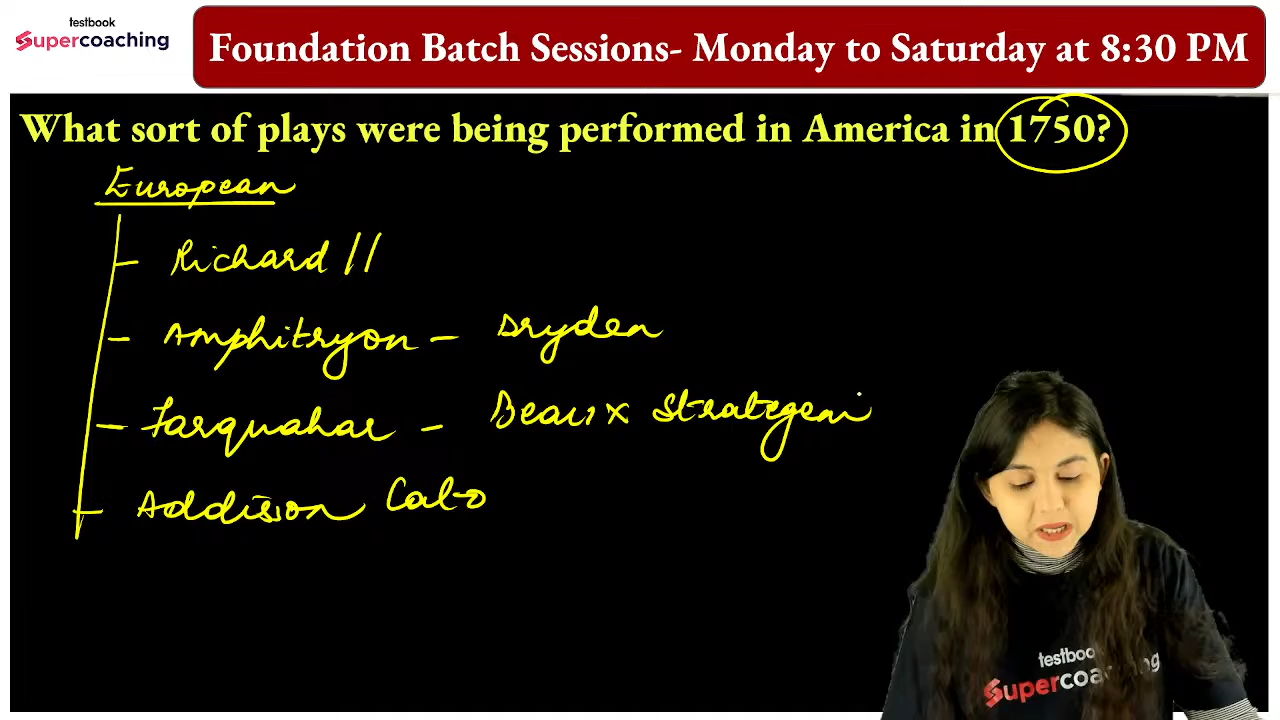 testbook
Supercoaching
Foundation Batch Sessions- Monday to Saturday at 8:30 PM
What sort of plays were being performed in America in 1750?
European
- Richard II
- Amphitryon - Dryden
- Farquahar - Beaux Strategem
- Addison Cato
testbook
Supercoaching